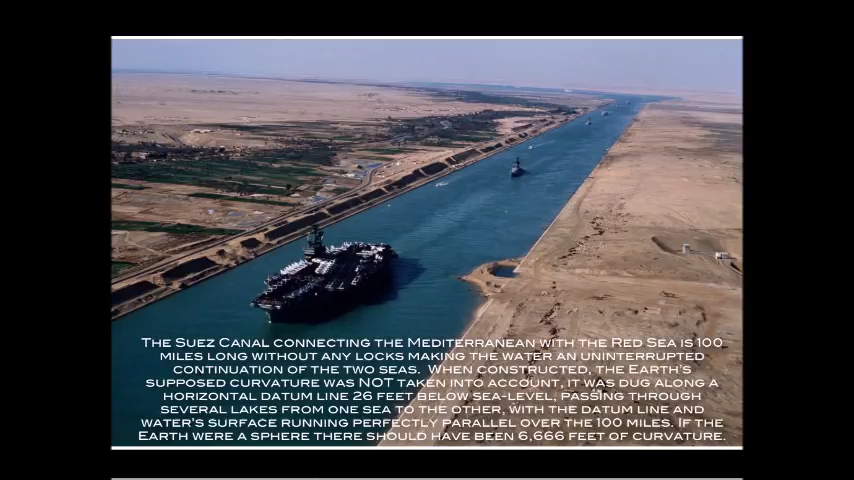 The Suez Canal connecting the Mediterranean with the Red Sea is 100
miles long without any locks making the water an uninterrupted
continuation of the two seas. When constructed, the Earth's
supposed curvature was NOT taken into account, it was dug along a
horizontal datum line 26 feet below sea-level, passing through
several lakes from one sea to the other, with the datum line and
water's surface running perfectly parallel over the 100 miles. If the
Earth were a sphere there should have been 6,666 feet of curvature.